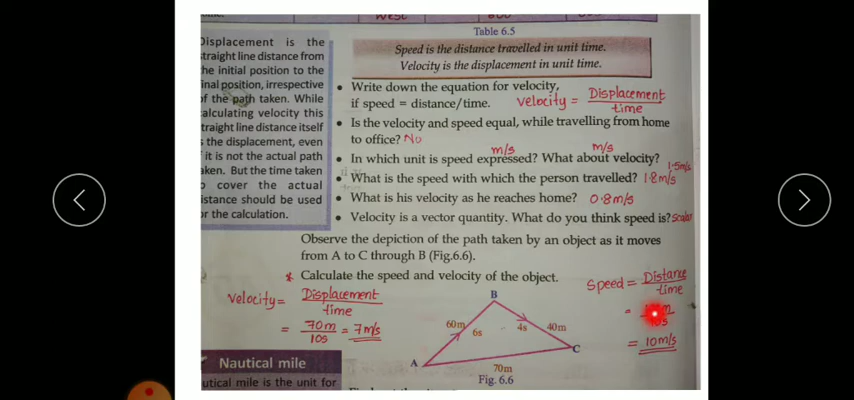 West
Table 6.5
Displacement is the
straight line distance from
the initial position to the
final position, irrespective
of the path taken. While
calculating velocity this
straight line distance itself
is the displacement, even
if it is not the actual path
taken. But the time taken
to cover the actual
distance should be used
for the calculation.
Speed is the distance travelled in unit time.
Velocity is the displacement in unit time.
• Write down the equation for velocity,
if speed = distance/time. Velocity = Displacement
time
• Is the velocity and speed equal, while travelling from home
to office? No
m/s m/s
• In which unit is speed expressed? What about velocity?
1.5m/s
• What is the speed with which the person travelled? 1.8m/s
• What is his velocity as he reaches home? 0.8m/s
• Velocity is a vector quantity. What do you think speed is? Scalar
Observe the depiction of the path taken by an object as it moves
from A to C through B (Fig.6.6)
* Calculate the speed and velocity of the object.
Velocity = Displacement
time
= 70m = 7m/s
10s
Speed = Distance
time
=
10s
= 10m/s
B
60m
6s
4s
40m
A
C
70m
Fig. 6.6
Nautical mile
utical mile is the unit for